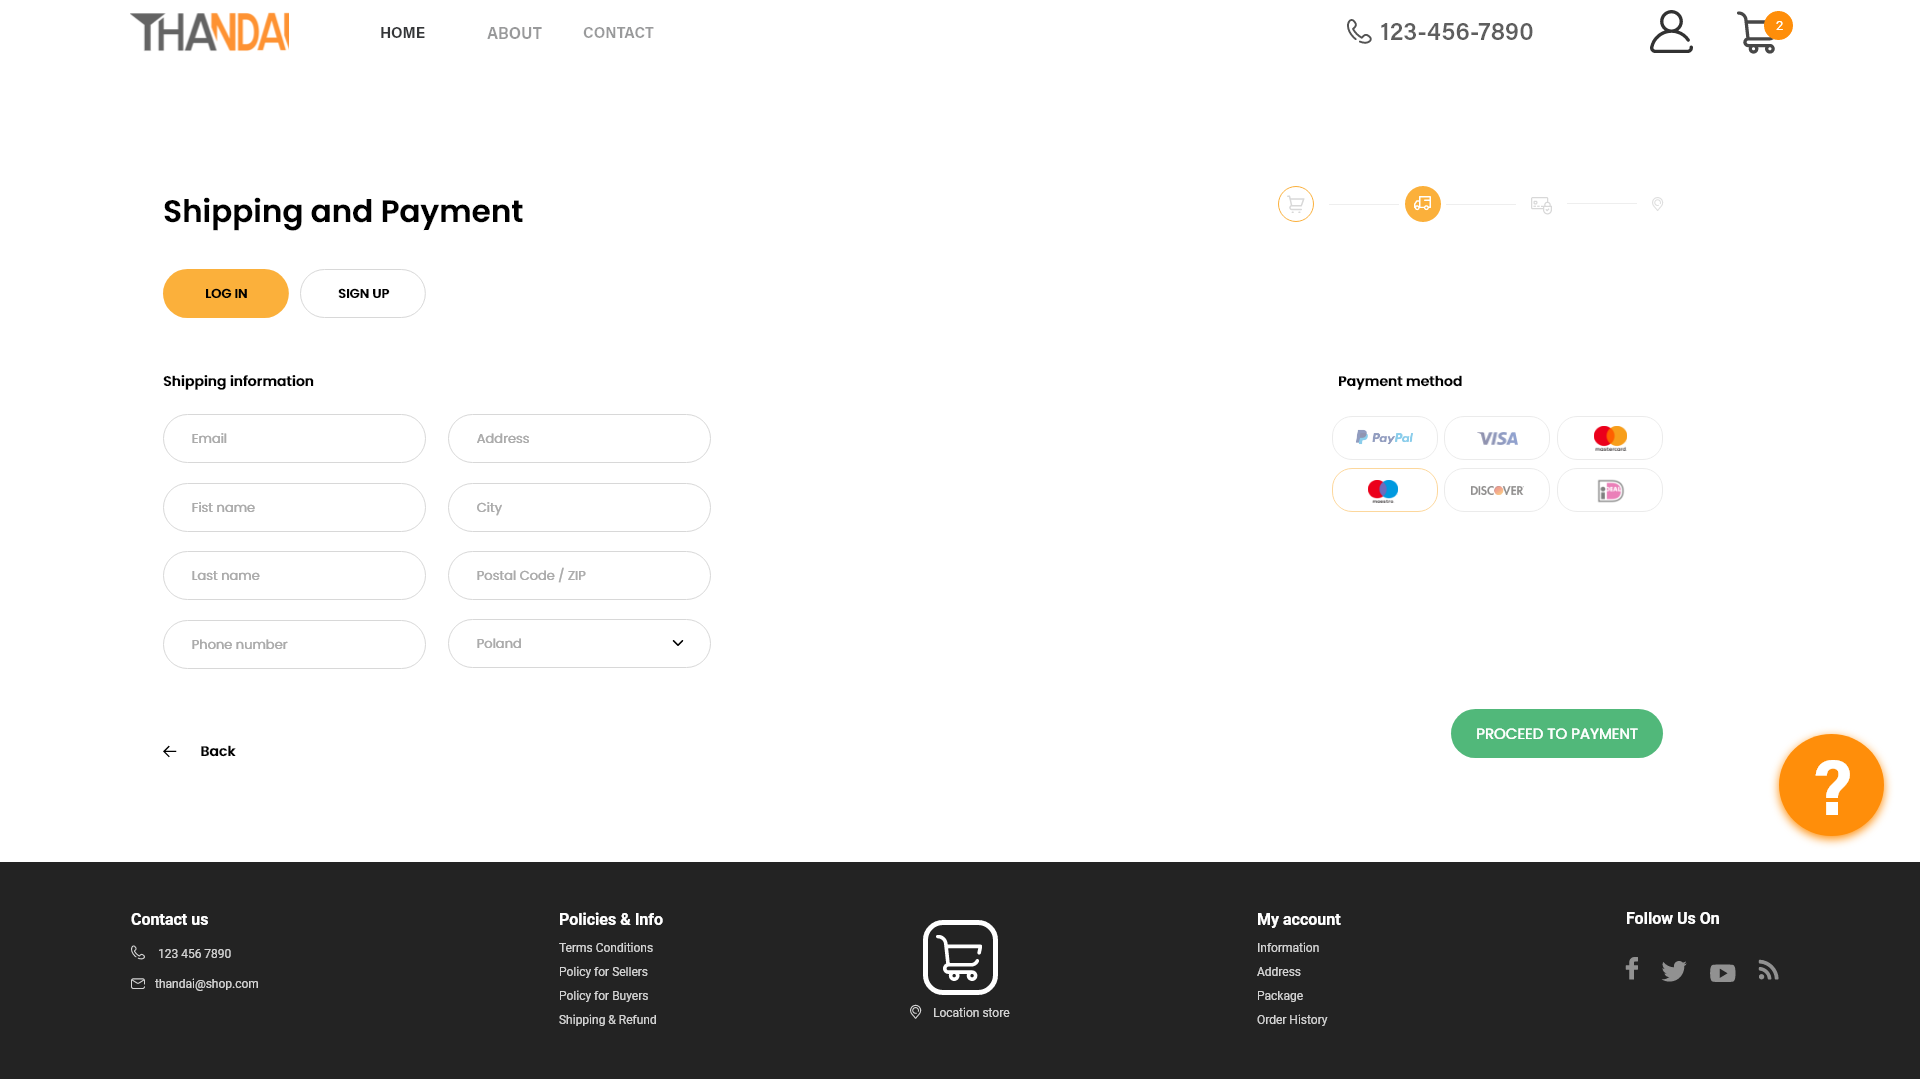 THANDAI
HOME
ABOUT
CONTACT
123-456-7890
2
Shipping and Payment
LOG IN
SIGN UP
Shipping information
Payment method
Email
Address
PayPal
VISA
mastercard
maestro
DISCOVER
iDEAL
Fist name
City
Last name
Postal Code / ZIP
Phone number
Poland
Back
PROCEED TO PAYMENT
?
Contact us
123 456 7890
thandai@shop.com
Policies & Info
Terms Conditions
Policy for Sellers
Policy for Buyers
Shipping & Refund
Location store
My account
Information
Address
Package
Order History
Follow Us On